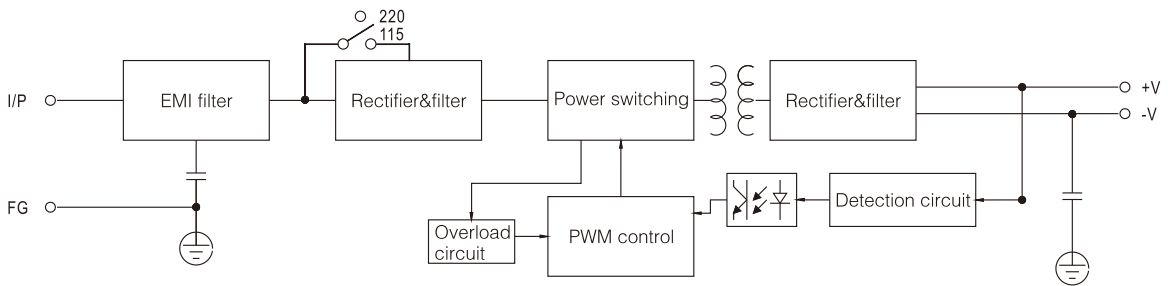 220
115
I/P
EMI filter
Rectifier&filter
Power switching
Rectifier&filter
+V
-V
FG
Overload
circuit
PWM control
Detection circuit